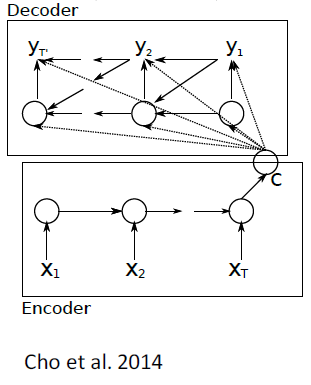 Decoder
yT' y2 y1
c
x1 x2 xT
Encoder
Cho et al. 2014